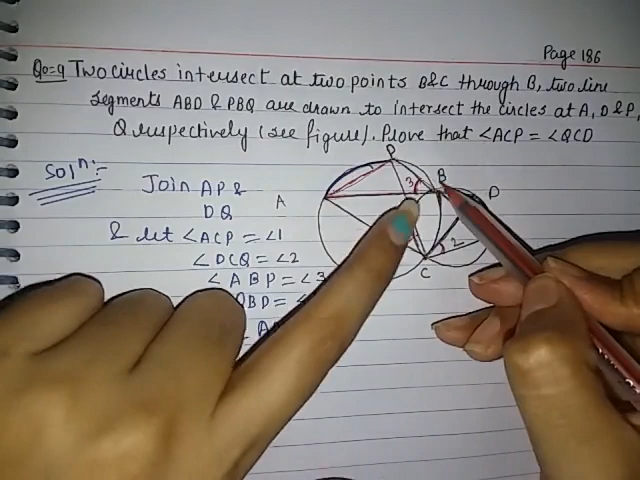 Page 186
Qo=9 Two circles intersect at two points B&C through B, two line
segments ABD & PBQ are drawn to intersect the circles at A, D & P,
Q respectively (see figure). Prove that ∠ACP = ∠QCD
Solⁿ:-
Join AP &
DQ
& let ∠ACP = ∠1
∠DCQ = ∠2
∠ABP = ∠3
QBD = ∠
A
P
B
D
3
2
C